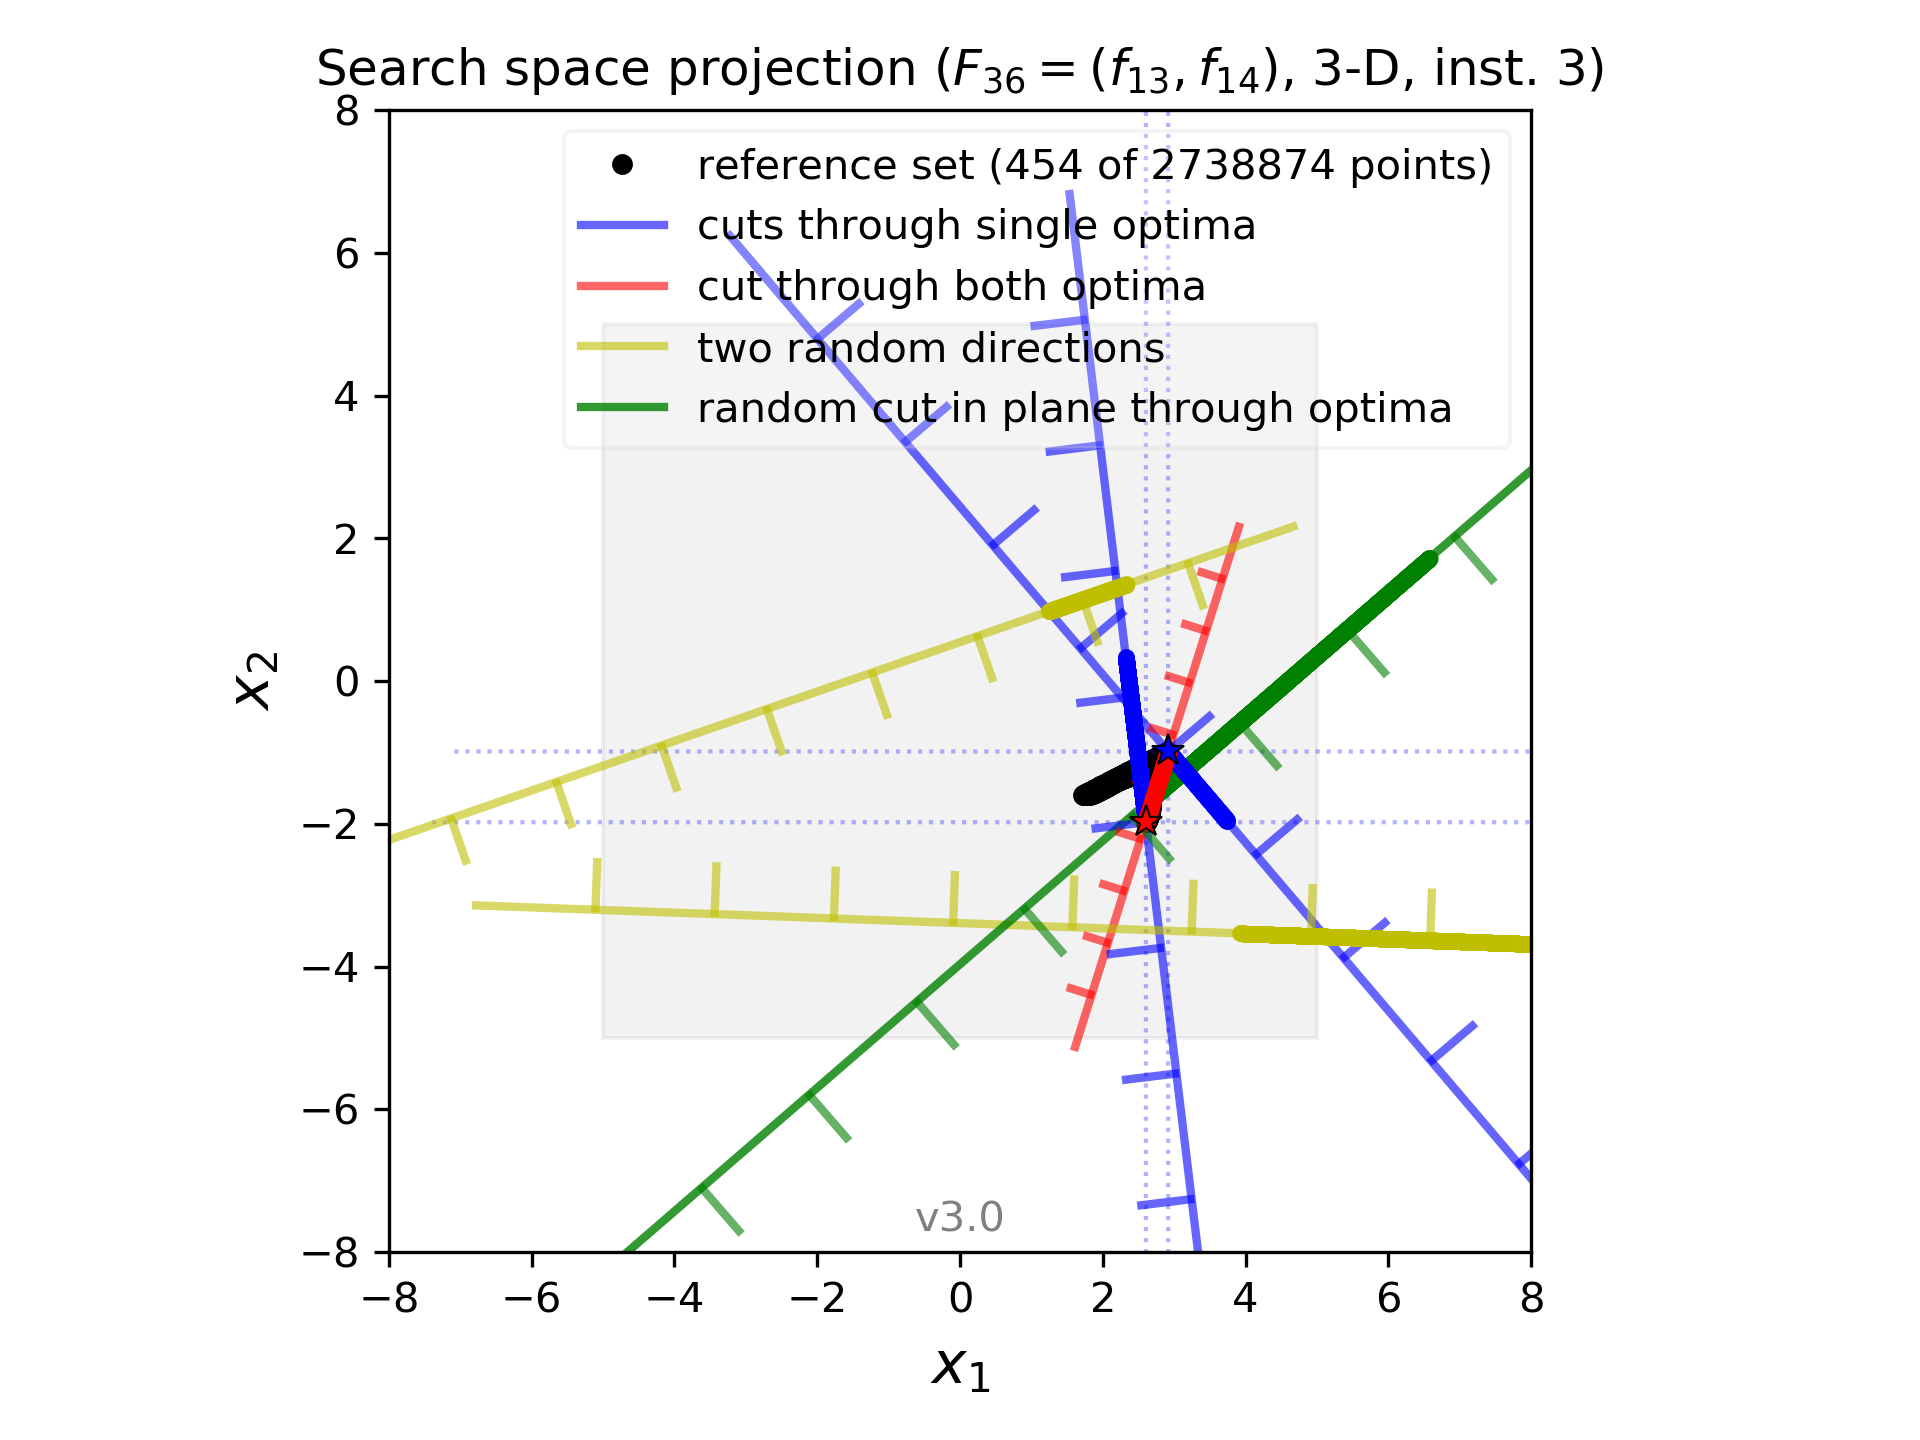 Search space projection (F36 = (f13, f14), 3-D, inst. 3)
8
6
4
2
0
−2
−4
−6
−8
x2
reference set (454 of 2738874 points)
cuts through single optima
cut through both optima
two random directions
random cut in plane through optima
v3.0
−8 −6 −4 −2 0 2 4 6 8
x1